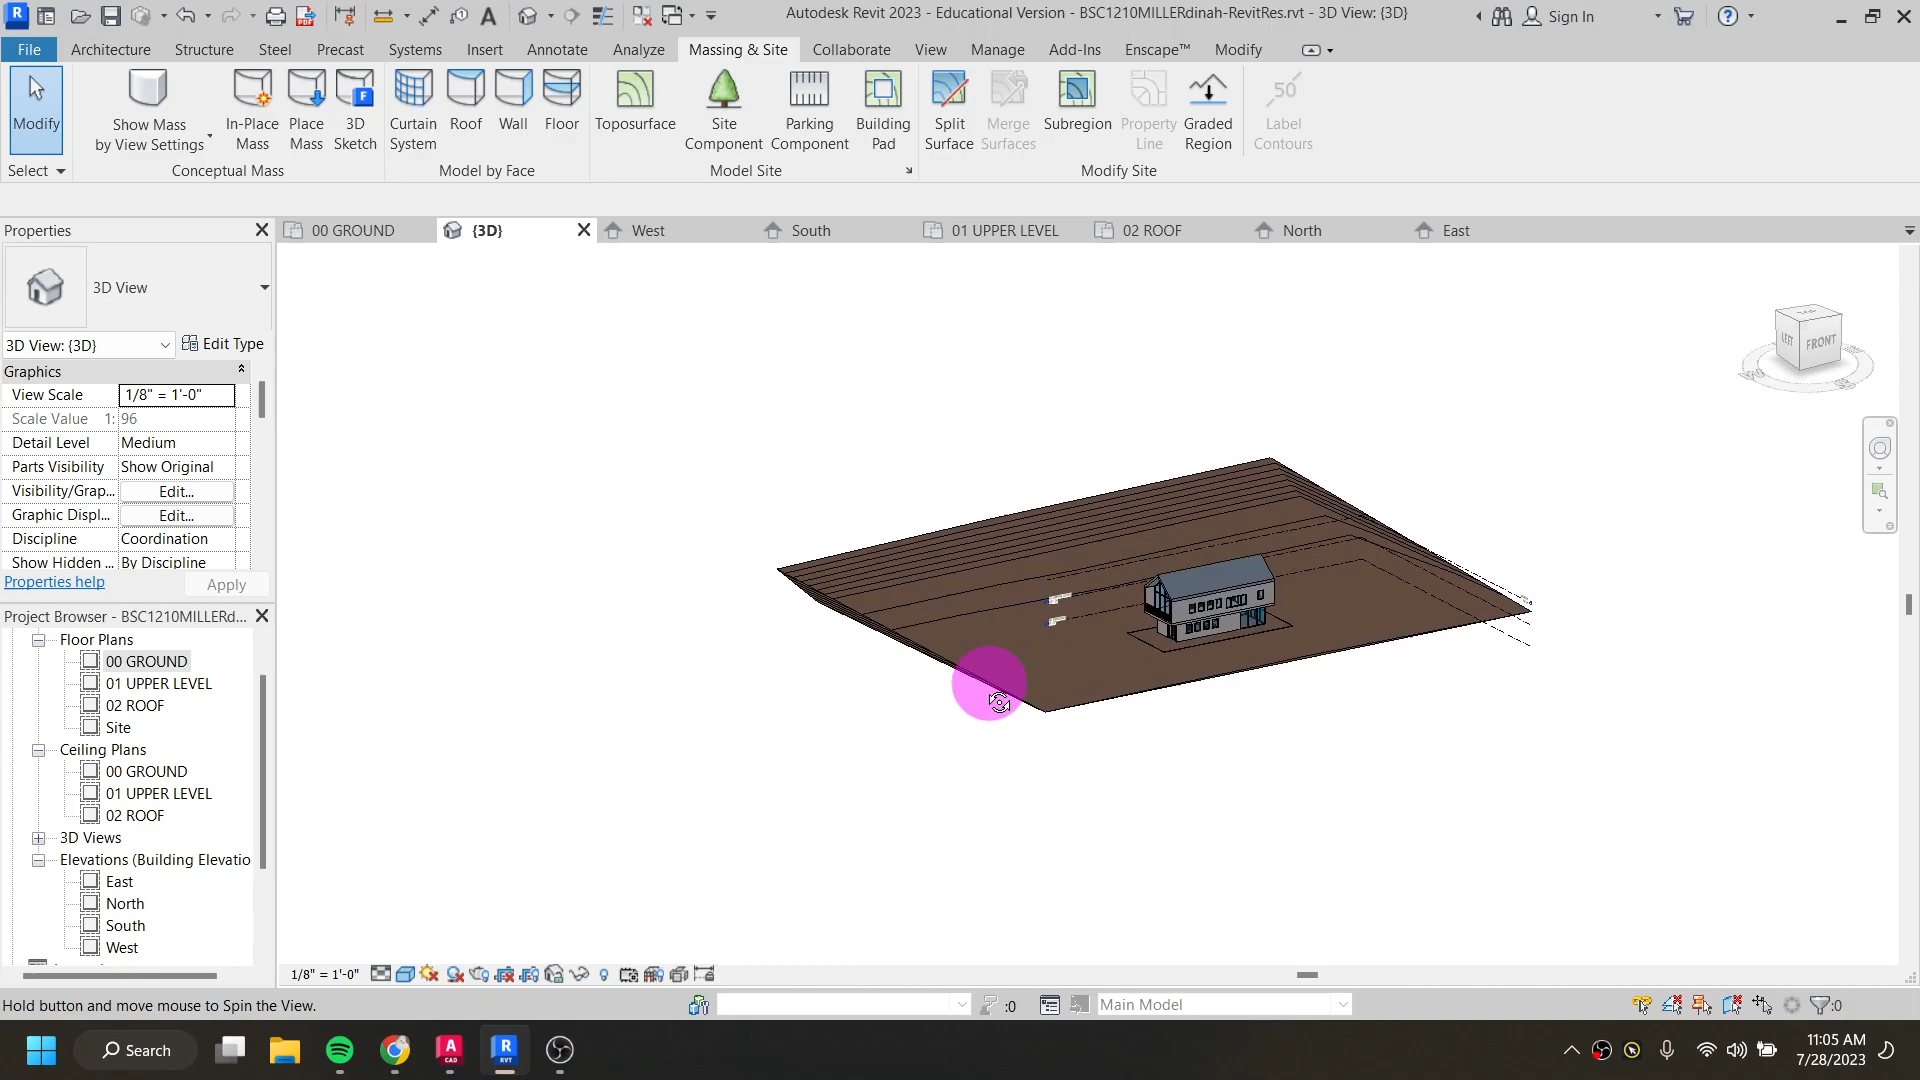 Autodesk Revit 2023 - Educational Version - BSC1210MILLERdinah-RevitRes.rvt - 3D View: {3D}
Sign In
File
Architecture
Structure
Steel
Precast
Systems
Insert
Annotate
Analyze
Massing & Site
Collaborate
View
Manage
Add-Ins
Enscape™
Modify
Modify
Show Mass
by View Settings
In-Place
Mass
Place
Mass
3D
Sketch
Curtain
System
Roof
Wall
Floor
Toposurface
Site
Component
Parking
Component
Building
Pad
Split
Surface
Merge
Surfaces
Subregion
Property
Line
Graded
Region
50
Label
Contours
Select
Conceptual Mass
Model by Face
Model Site
Modify Site
Properties
00 GROUND
{3D}
West
South
01 UPPER LEVEL
02 ROOF
North
East
3D View
3D View: {3D}
Edit Type
Graphics
View Scale
1/8" = 1'-0"
Scale Value 1:
96
Detail Level
Medium
Parts Visibility
Show Original
Visibility/Grap...
Edit...
Graphic Displ...
Edit...
Discipline
Coordination
Show Hidden ...
By Discipline
Properties help
Apply
TOP
LEFT
FRONT
Project Browser - BSC1210MILLERd...
Floor Plans
00 GROUND
01 UPPER LEVEL
02 ROOF
Site
Ceiling Plans
00 GROUND
01 UPPER LEVEL
02 ROOF
3D Views
Elevations (Building Elevatio
East
North
South
West
1/8" = 1'-0"
Hold button and move mouse to Spin the View.
:0
Main Model
:0
Search
11:05 AM
7/28/2023